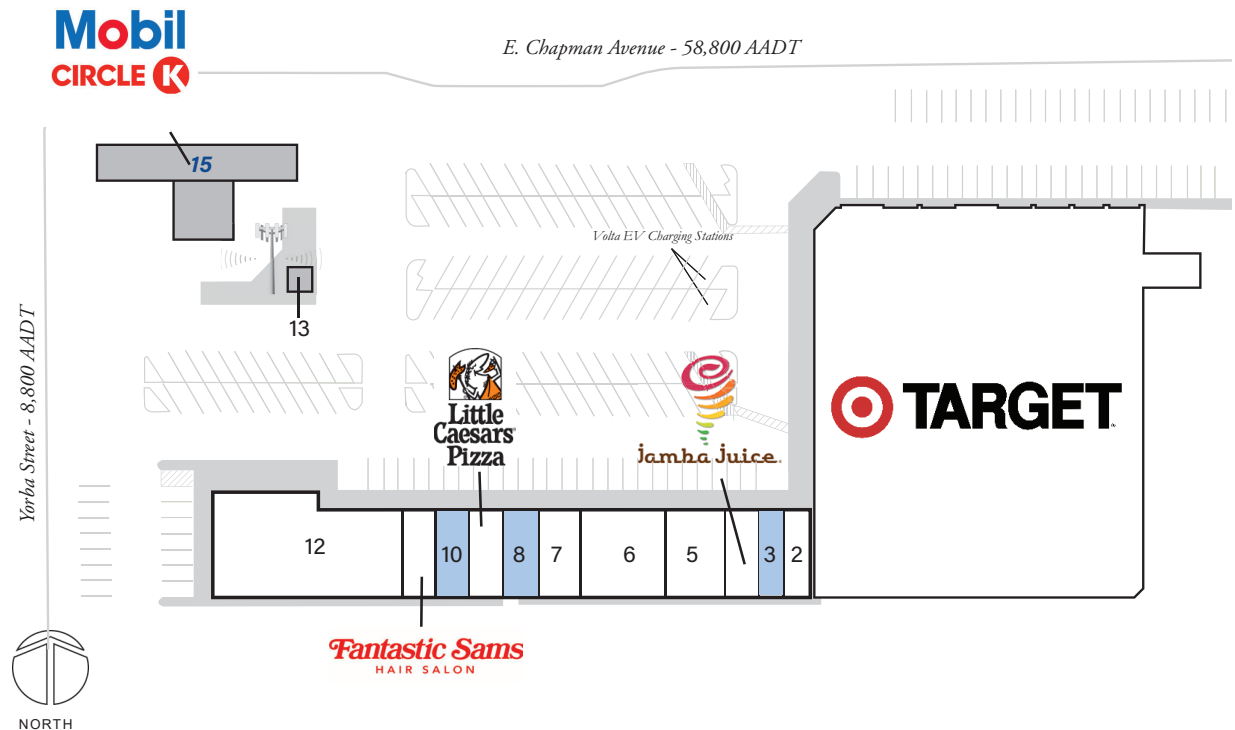 Mobil
CIRCLE K
E. Chapman Avenue - 58,800 AADT
15
Volta EV Charging Stations
13
Yorba Street - 8,800 AADT
Little
Caesars
Pizza
jamba juice
TARGET
12
10
8
7
6
5
3
2
Fantastic Sams
HAIR SALON
NORTH